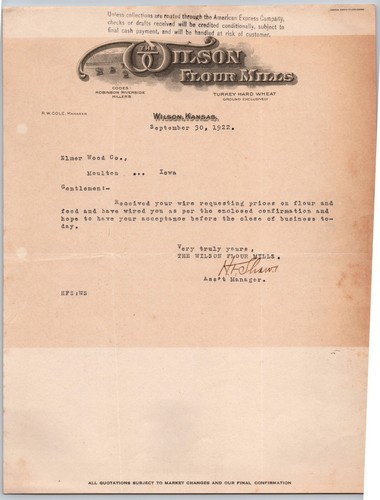 Unless collections are routed through the American Express Company,
checks or drafts received will be credited conditionally, subject to
final cash payment, and will be handled at risk of customer.
THE WILSON
FLOUR MILLS
CODES:
ROBINSON RIVERSIDE
MILLERS
TURKEY HARD WHEAT
GROUND EXCLUSIVELY
MANAGER
WILSON, KANSAS,
September 30, 1922.
Elmer Wood Co.,
Moulton ... Iowa
Gentlemen:-
Received your wire requesting prices on flour and
feed and have wired you as per the enclosed confirmation and
hope to have your acceptance before the close of business to-
day.
Very truly yours,
THE WILSON FLOUR MILLS.
Ass't Manager.
HFS:WS
ALL QUOTATIONS SUBJECT TO MARKET CHANGES AND OUR FINAL CONFIRMATION